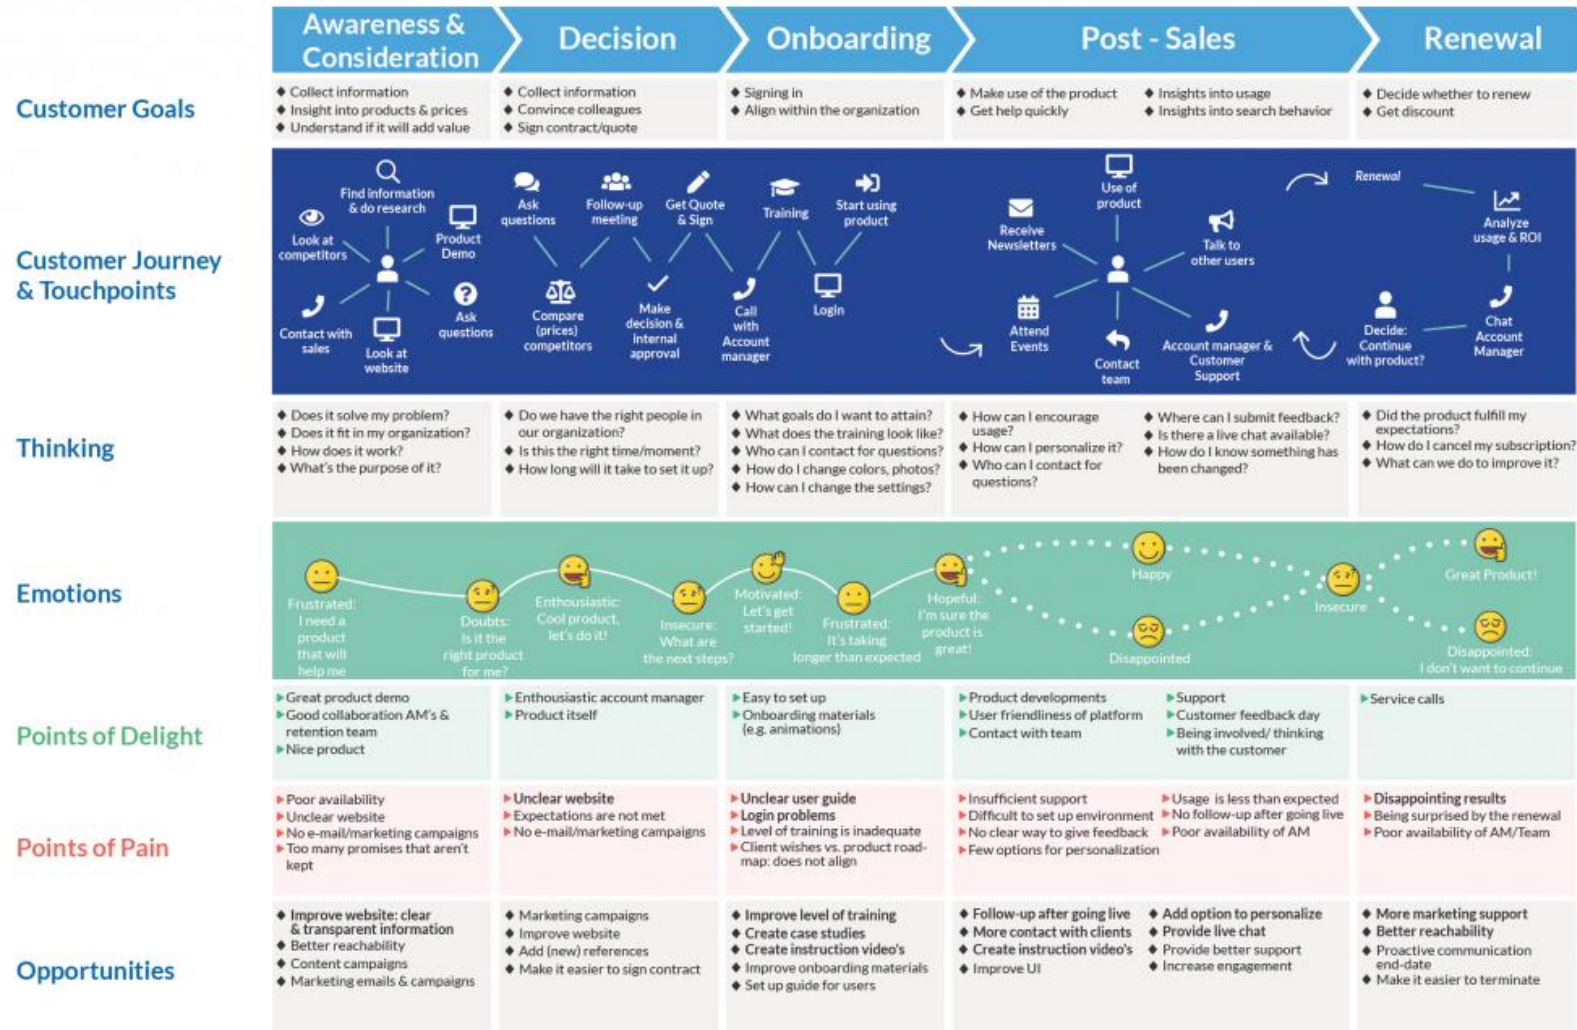 Awareness &
Consideration
Decision
Onboarding
Post - Sales
Renewal
Customer Goals
◆ Collect information
◆ Insight into products & prices
◆ Understand if it will add value
◆ Collect information
◆ Convince colleagues
◆ Sign contract/quote
◆ Signing in
◆ Align within the organization
◆ Make use of the product
◆ Get help quickly
◆ Insights into usage
◆ Insights into search behavior
◆ Decide whether to renew
◆ Get discount
Customer Journey
& Touchpoints
Find information
& do research
Look at
competitors
Product
Demo
Contact with
sales
Look at
website
Ask
questions
Ask
questions
Follow-up
meeting
Get Quote
& Sign
Compare
(prices)
competitors
Make
decision &
internal
approval
Training
Start using
product
Call
with
Account
manager
Login
Use of
product
Receive
Newsletters
Talk to
other users
Attend
Events
Contact
team
Account manager &
Customer
Support
Renewal
Analyze
usage & ROI
Decide:
Continue
with product?
Chat
Account
Manager
Thinking
◆ Does it solve my problem?
◆ Does it fit in my organization?
◆ How does it work?
◆ What's the purpose of it?
◆ Do we have the right people in
our organization?
◆ Is this the right time/moment?
◆ How long will it take to set it up?
◆ What goals do I want to attain?
◆ What does the training look like?
◆ Who can I contact for questions?
◆ How do I change colors, photos?
◆ How can I change the settings?
◆ How can I encourage
usage?
◆ How can I personalize it?
◆ Who can I contact for
questions?
◆ Where can I submit feedback?
◆ Is there a live chat available?
◆ How do I know something has
been changed?
◆ Did the product fulfill my
expectations?
◆ How do I cancel my subscription?
◆ What can we do to improve it?
Emotions
Frustrated:
I need a
product
that will
help me
Doubts:
Is it the
right product
for me?
Enthousiastic:
Cool product,
let's do it!
Insecure:
What are
the next steps?
Motivated:
Let's get
started!
Frustrated:
It's taking
longer than expected
Hopeful:
I'm sure the
product is
great!
Happy
Disappointed
Insecure
Great Product!
Disappointed:
I don't want to continue
Points of Delight
▶ Great product demo
▶ Good collaboration AM's &
retention team
▶ Nice product
▶ Enthousiastic account manager
▶ Product itself
▶ Easy to set up
▶ Onboarding materials
(e.g. animations)
▶ Product developments
▶ User friendliness of platform
▶ Contact with team
▶ Support
▶ Customer feedback day
▶ Being involved/ thinking
with the customer
▶ Service calls
Points of Pain
▶ Poor availability
▶ Unclear website
▶ No e-mail/marketing campaigns
▶ Too many promises that aren't
kept
▶ Unclear website
▶ Expectations are not met
▶ No e-mail/marketing campaigns
▶ Unclear user guide
▶ Login problems
▶ Level of training is inadequate
▶ Client wishes vs. product road-
map: does not align
▶ Insufficient support
▶ Difficult to set up environment
▶ No clear way to give feedback
▶ Few options for personalization
▶ Usage is less than expected
▶ No follow-up after going live
▶ Poor availability of AM
▶ Disappointing results
▶ Being surprised by the renewal
▶ Poor availability of AM/Team
Opportunities
◆ Improve website: clear
& transparent information
◆ Better reachability
◆ Content campaigns
◆ Marketing emails & campaigns
◆ Marketing campaigns
◆ Improve website
◆ Add (new) references
◆ Make it easier to sign contract
◆ Improve level of training
◆ Create case studies
◆ Create instruction video's
◆ Improve onboarding materials
◆ Set up guide for users
◆ Follow-up after going live
◆ More contact with clients
◆ Create instruction video's
◆ Improve UI
◆ Add option to personalize
◆ Provide live chat
◆ Provide better support
◆ Increase engagement
◆ More marketing support
◆ Better reachability
◆ Proactive communication
end-date
◆ Make it easier to terminate